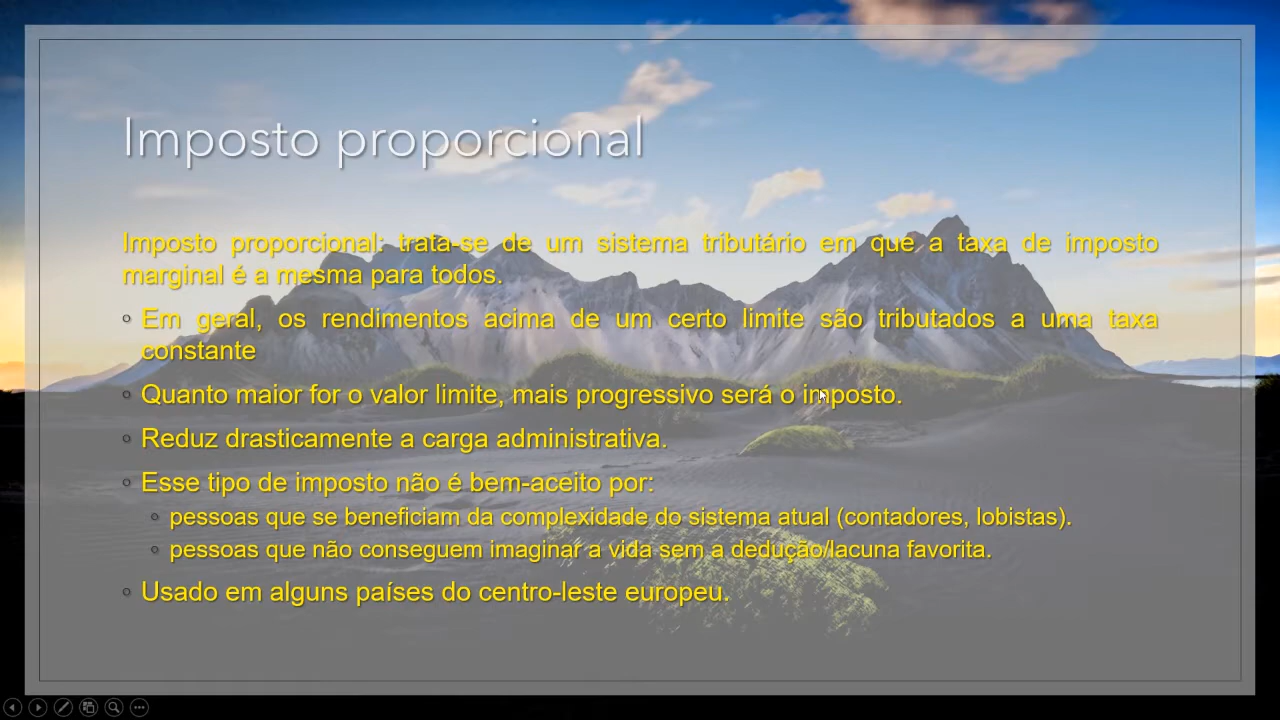 Imposto proporcional
Imposto proporcional: trata-se de um sistema tributário em que a taxa de imposto
marginal é a mesma para todos.
Em geral, os rendimentos acima de um certo limite são tributados a uma taxa
constante
Quanto maior for o valor limite, mais progressivo será o imposto.
Reduz drasticamente a carga administrativa.
Esse tipo de imposto não é bem-aceito por:
pessoas que se beneficiam da complexidade do sistema atual (contadores, lobistas).
pessoas que não conseguem imaginar a vida sem a dedução/lacuna favorita.
Usado em alguns países do centro-leste europeu.